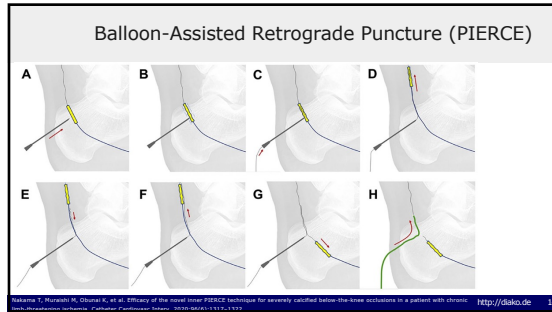 Balloon-Assisted Retrograde Puncture (PIERCE)
A B C D
E F G H
Nakama T, Muraishi M, Obunai K, et al. Efficacy of the novel inner PIERCE technique for severely calcified below-the-knee occlusions in a patient with chronic
limb-threatening ischemia. Catheter Cardiovasc Interv. 2020;96(6):1317–1322
http://diako.de 1